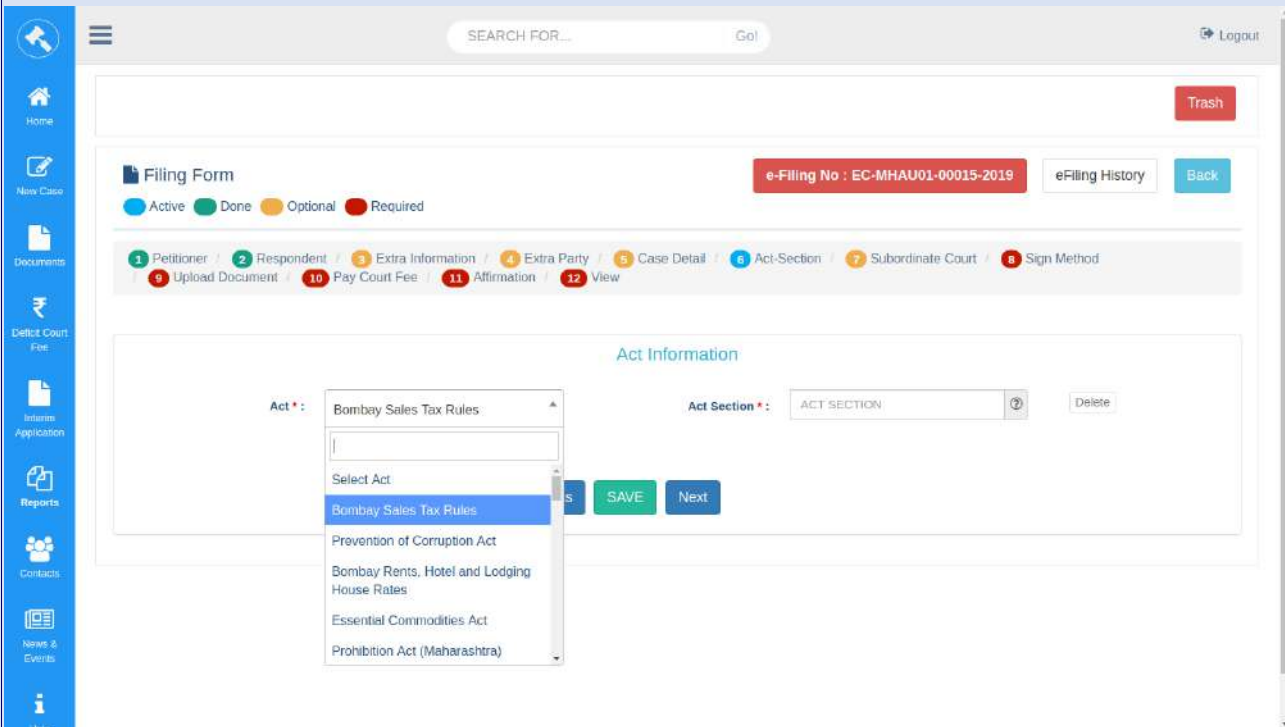 SEARCH FOR...
Go!
Logout
Home
New Case
Documents
Deficit Court
Fee
Interim
Application
Reports
Contacts
News &
Events
Trash
Filing Form
e-Filing No : EC-MHAU01-00015-2019
eFiling History
Back
Active Done Optional Required
1 Petitioner / 2 Respondent / 3 Extra Information / 4 Extra Party / 5 Case Detail / 6 Act-Section / 7 Subordinate Court / 8 Sign Method
/ 9 Upload Document / 10 Pay Court Fee / 11 Affirmation / 12 View
Act Information
Act * :
Bombay Sales Tax Rules
Act Section * :
ACT SECTION
Delete
Select Act
Bombay Sales Tax Rules
Prevention of Corruption Act
Bombay Rents, Hotel and Lodging
House Rates
Essential Commodities Act
Prohibition Act (Maharashtra)
s
SAVE
Next